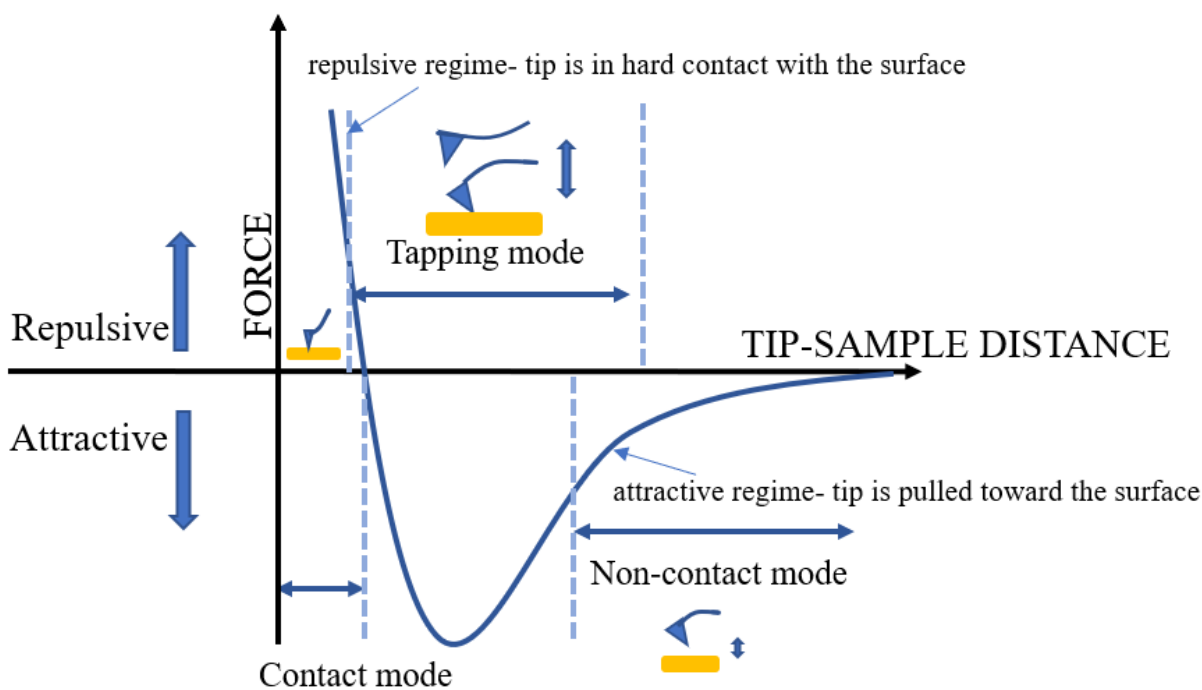 repulsive regime- tip is in hard contact with the surface
FORCE
Tapping mode
Repulsive
TIP-SAMPLE DISTANCE
Attractive
attractive regime- tip is pulled toward the surface
Non-contact mode
Contact mode